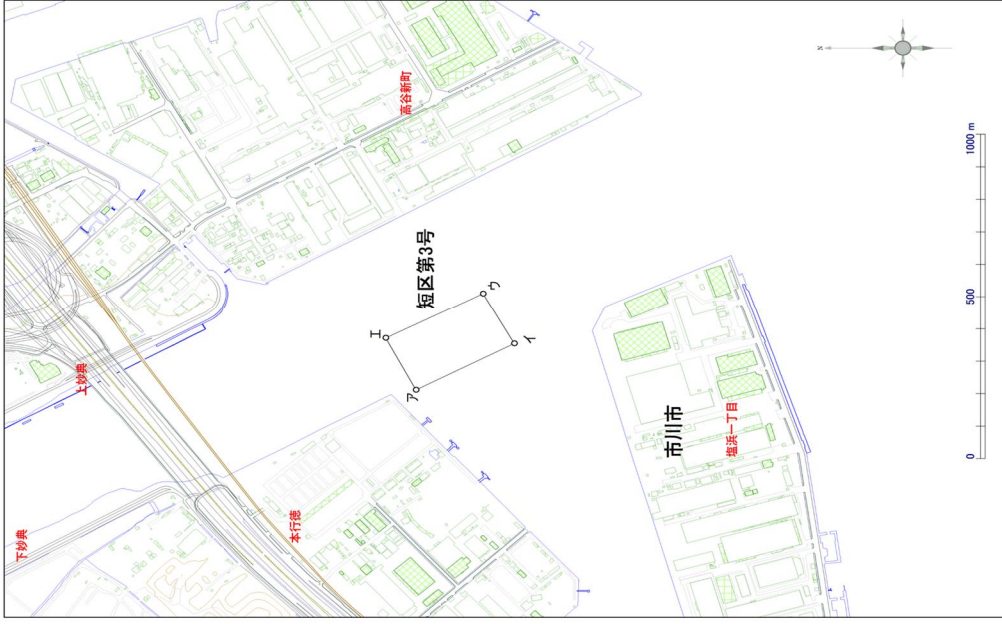 高谷新町
N
短区第3号
エ
ウ
ア
イ
上妙典
下妙典
本行徳
市川市
塩浜一丁目
0 500 1000 m